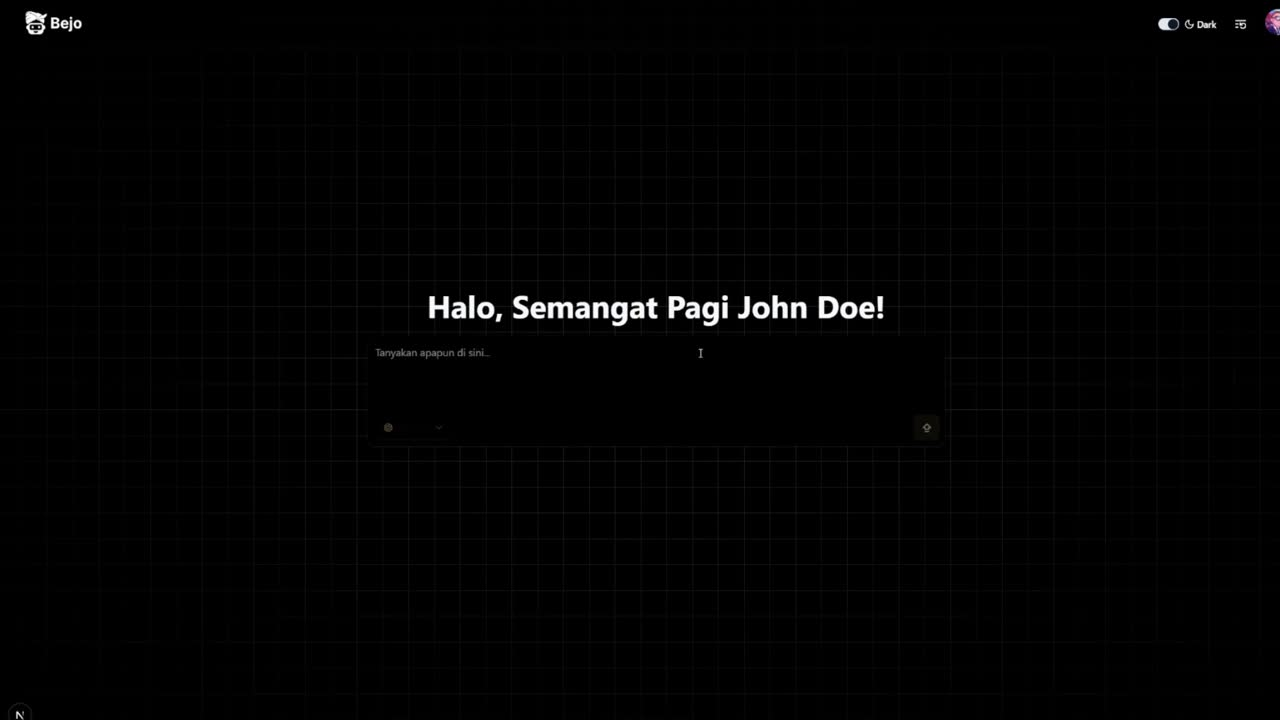 Bejo
Dark
Halo, Semangat Pagi John Doe!
Tanyakan apapun di sini...
N